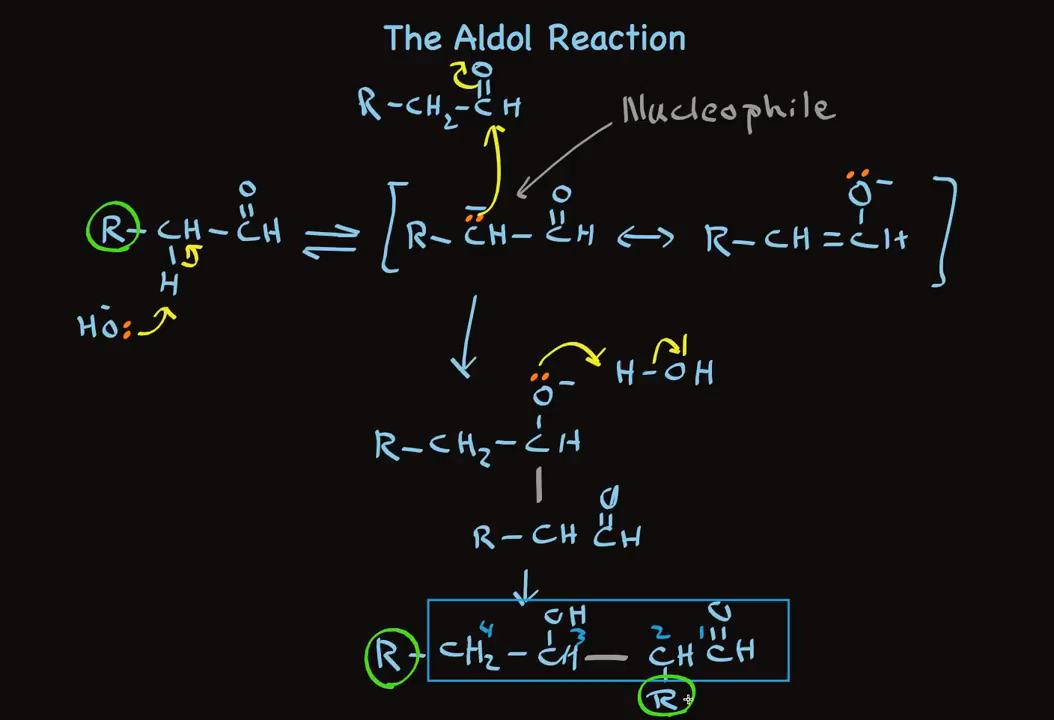 The Aldol Reaction
O
R-CH2-CH
Nucleophile
O O O-
R-CH-CH [ R-CH-CH ↔ R-CH=CH ]
H
HO:-
H-OH
O-
R-CH2-CH
O
R-CH CH
OH O
4 3 2 1
R-CH2-CH—CH CH
R